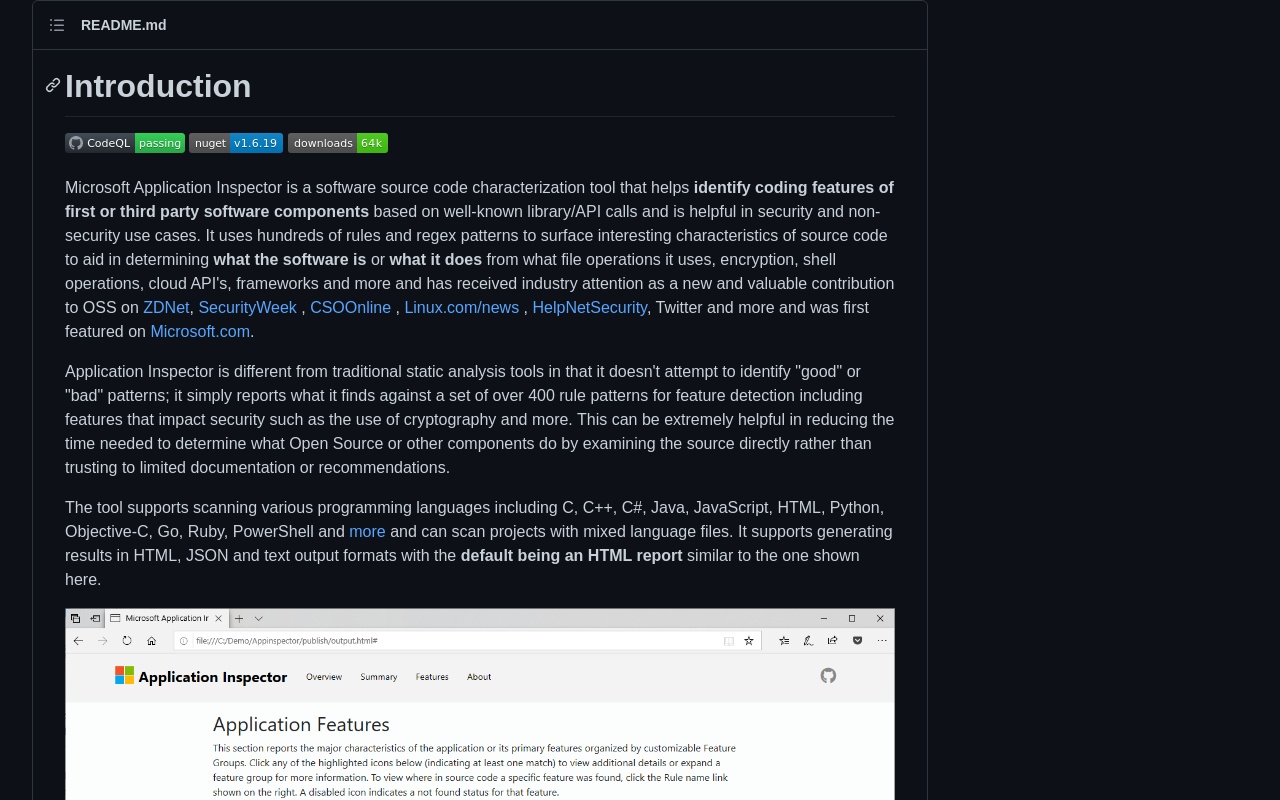 README.md
Introduction
CodeQL passing nuget v1.6.19 downloads 64k
Microsoft Application Inspector is a software source code characterization tool that helps identify coding features of
first or third party software components based on well-known library/API calls and is helpful in security and non-
security use cases. It uses hundreds of rules and regex patterns to surface interesting characteristics of source code
to aid in determining what the software is or what it does from what file operations it uses, encryption, shell
operations, cloud API's, frameworks and more and has received industry attention as a new and valuable contribution
to OSS on ZDNet, SecurityWeek , CSOOnline , Linux.com/news , HelpNetSecurity, Twitter and more and was first
featured on Microsoft.com.
Application Inspector is different from traditional static analysis tools in that it doesn't attempt to identify "good" or
"bad" patterns; it simply reports what it finds against a set of over 400 rule patterns for feature detection including
features that impact security such as the use of cryptography and more. This can be extremely helpful in reducing the
time needed to determine what Open Source or other components do by examining the source directly rather than
trusting to limited documentation or recommendations.
The tool supports scanning various programming languages including C, C++, C#, Java, JavaScript, HTML, Python,
Objective-C, Go, Ruby, PowerShell and more and can scan projects with mixed language files. It supports generating
results in HTML, JSON and text output formats with the default being an HTML report similar to the one shown
here.
Microsoft Application Ir
file:///C:/Demo/Appinspector/publish/output.html#
Application Inspector Overview Summary Features About
Application Features
This section reports the major characteristics of the application or its primary features organized by customizable Feature
Groups. Click any of the highlighted icons below (indicating at least one match) to view additional details or expand a
feature group for more information. To view where in source code a specific feature was found, click the Rule name link
shown on the right. A disabled icon indicates a not found status for that feature.